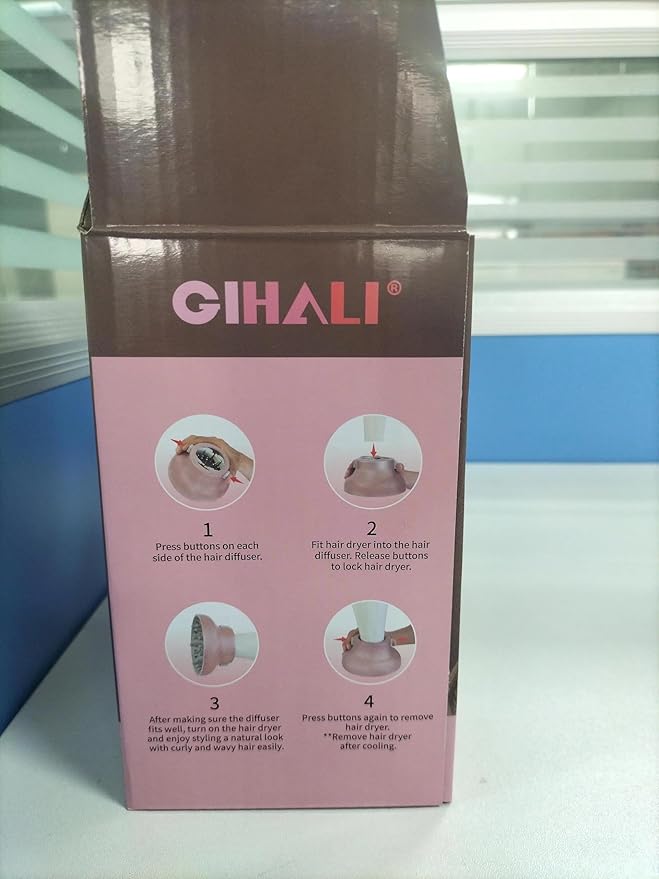 GIHALI®
1
Press buttons on each
side of the hair diffuser.
2
Fit hair dryer into the hair
diffuser. Release buttons
to lock hair dryer.
3
After making sure the diffuser
fits well, turn on the hair dryer
and enjoy styling a natural look
with curly and wavy hair easily.
4
Press buttons again to remove
hair dryer.
**Remove hair dryer
after cooling.